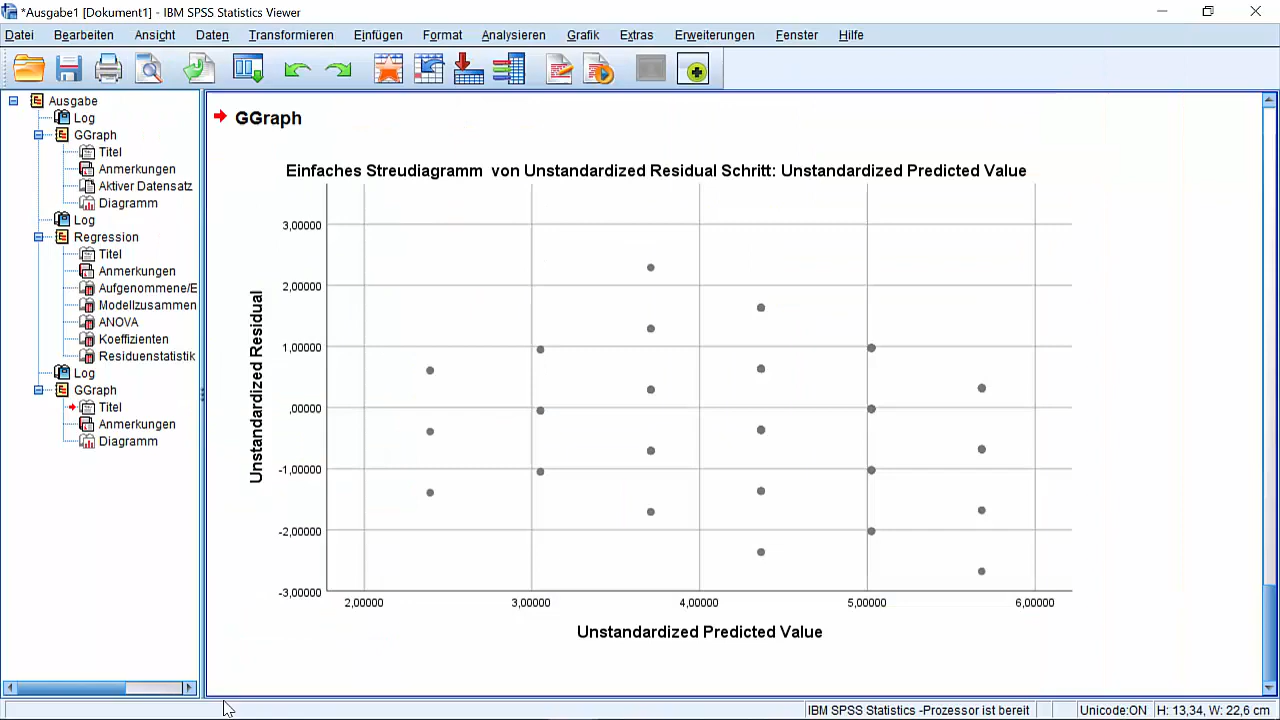 *Ausgabe1 [Dokument1] - IBM SPSS Statistics Viewer
Datei Bearbeiten Ansicht Daten Transformieren Einfügen Format Analysieren Grafik Extras Erweiterungen Fenster Hilfe
Ausgabe
Log
GGraph
Titel
Anmerkungen
Aktiver Datensatz
Diagramm
Log
Regression
Titel
Anmerkungen
Aufgenommene/E
Modellzusammen
ANOVA
Koeffizienten
Residuenstatistik
Log
GGraph
Titel
Anmerkungen
Diagramm
GGraph
Einfaches Streudiagramm von Unstandardized Residual Schritt: Unstandardized Predicted Value
Unstandardized Residual
3,00000
2,00000
1,00000
,00000
-1,00000
-2,00000
-3,00000
2,00000 3,00000 4,00000 5,00000 6,00000
Unstandardized Predicted Value
IBM SPSS Statistics -Prozessor ist bereit Unicode:ON H: 13,34, W: 22,6 cm